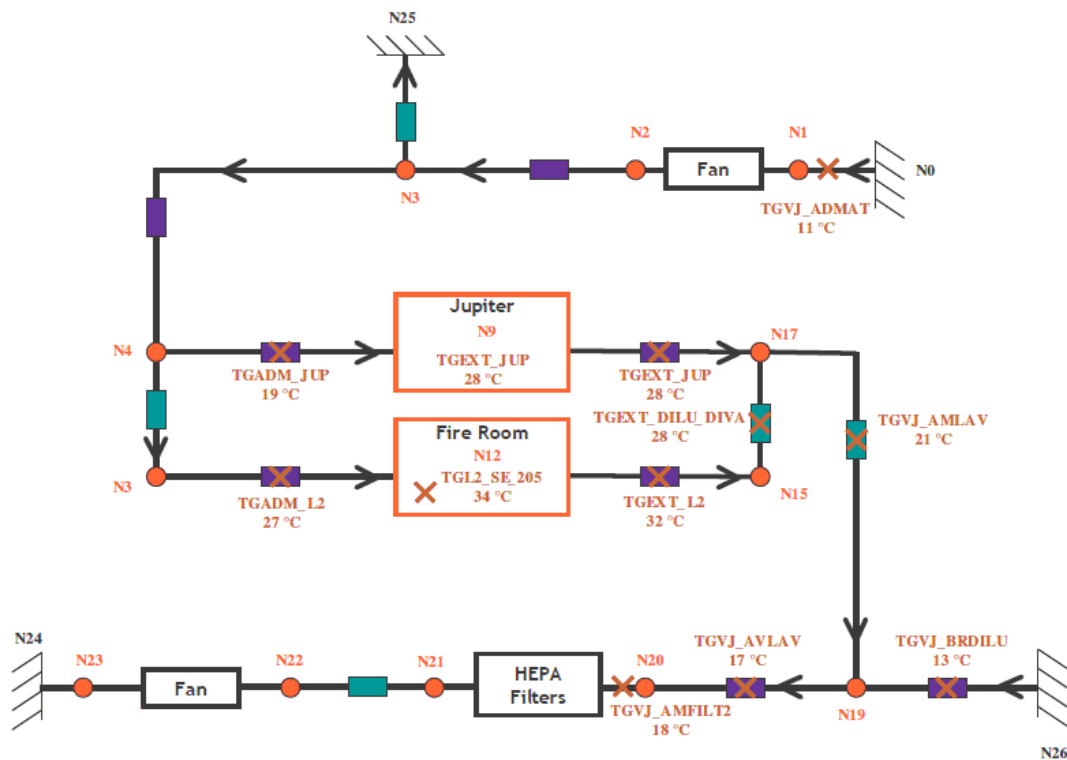 N25
N2
N1
Fan
N0
N3
TGVJ_ADMAT
11 °C
Jupiter
N9
N17
N4
TGEXT_JUP
28 °C
TGADM_JUP
19 °C
TGEXT_JUP
28 °C
TGEXT_DILU_DIVA
28 °C
TGVJ_AMLAV
21 °C
Fire Room
N12
N3
TGL2_SE_205
34 °C
N15
TGADM_L2
27 °C
TGEXT_L2
32 °C
N24
N23
Fan
N22
N21
HEPA
Filters
N20
TGVJ_AMFILT2
18 °C
TGVJ_AVLAV
17 °C
TGVJ_BRDILU
13 °C
N19
N26